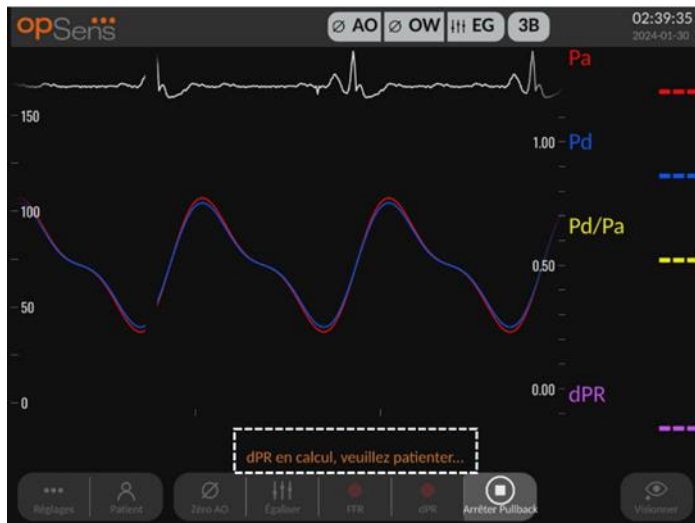 opSens
Ø AO Ø OW EG 3B
02:39:35
2024-01-30
Pa
150
1.00
Pd
100
Pd/Pa
0.50
50
0.00
dPR
0
dPR en calcul, veuillez patienter...
Réglages Patient Zéro AO Égaliser FFR dPR Arrêter Pullback Visionner